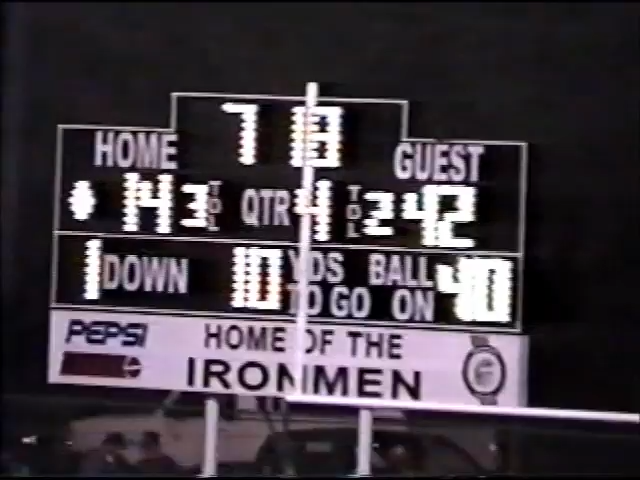 7 8
HOME GUEST
14 3 TOL QTR 4 TOL 2 42
1 DOWN 10 YDS TO GO BALL ON 40
PEPSI HOME OF THE
IRONMEN